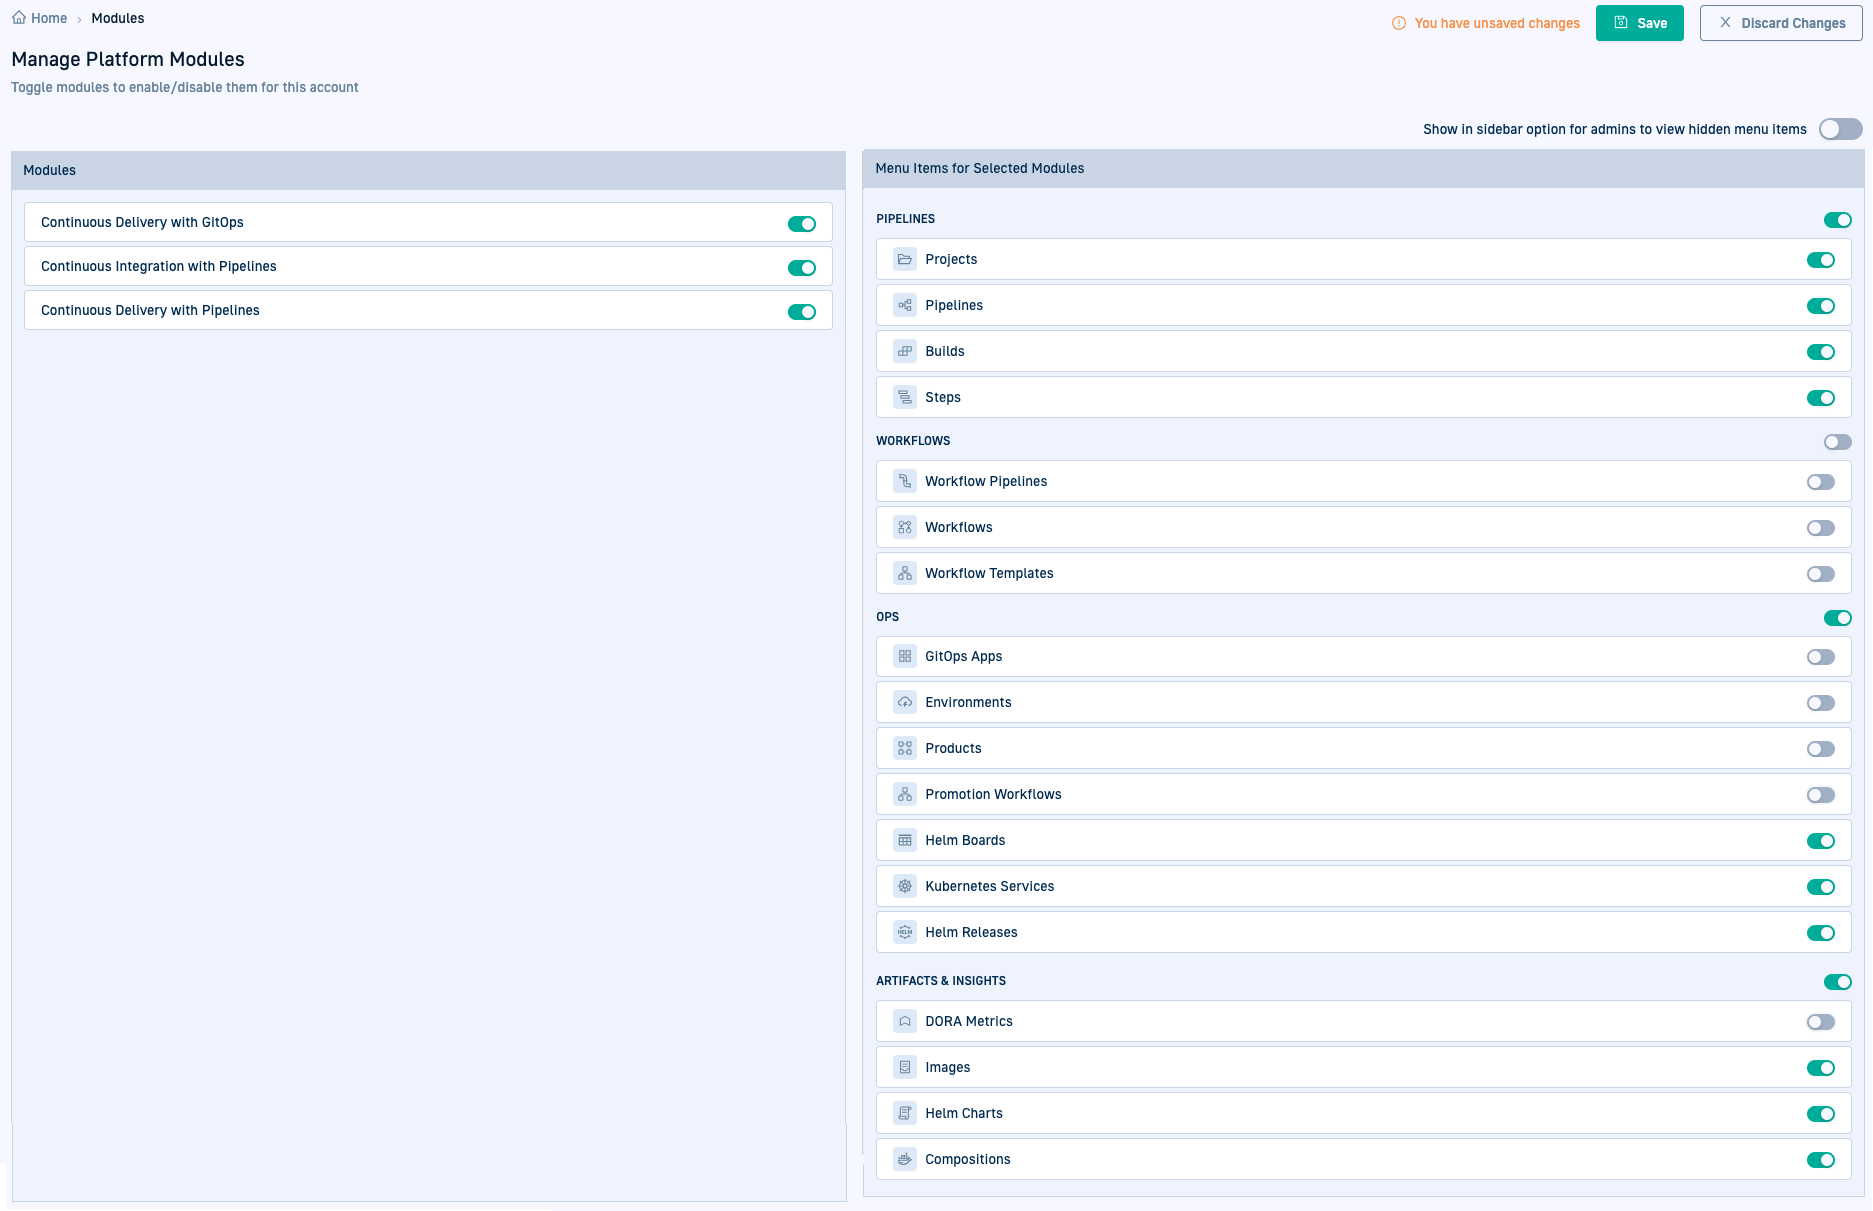 Home > Modules
You have unsaved changes
Save
Discard Changes
Manage Platform Modules
Toggle modules to enable/disable them for this account
Show in sidebar option for admins to view hidden menu items
Modules
Continuous Delivery with GitOps
Continuous Integration with Pipelines
Continuous Delivery with Pipelines
Menu Items for Selected Modules
PIPELINES
Projects
Pipelines
Builds
Steps
WORKFLOWS
Workflow Pipelines
Workflows
Workflow Templates
OPS
GitOps Apps
Environments
Products
Promotion Workflows
Helm Boards
Kubernetes Services
HELM
Helm Releases
ARTIFACTS & INSIGHTS
DORA Metrics
Images
Helm Charts
Compositions